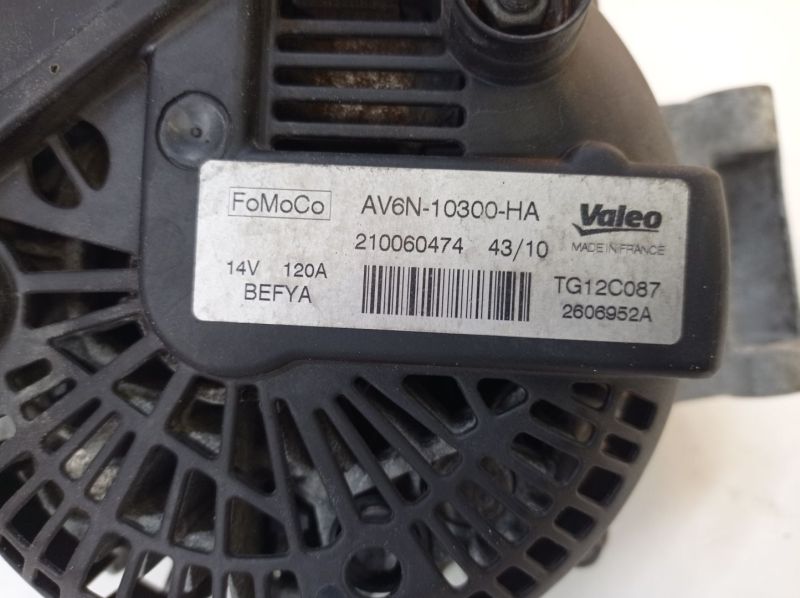 FoMoCo AV6N-10300-HA Valeo
210060474 43/10 MADE IN FRANCE
14V 120A TG12C087
BEFYA 2606952A